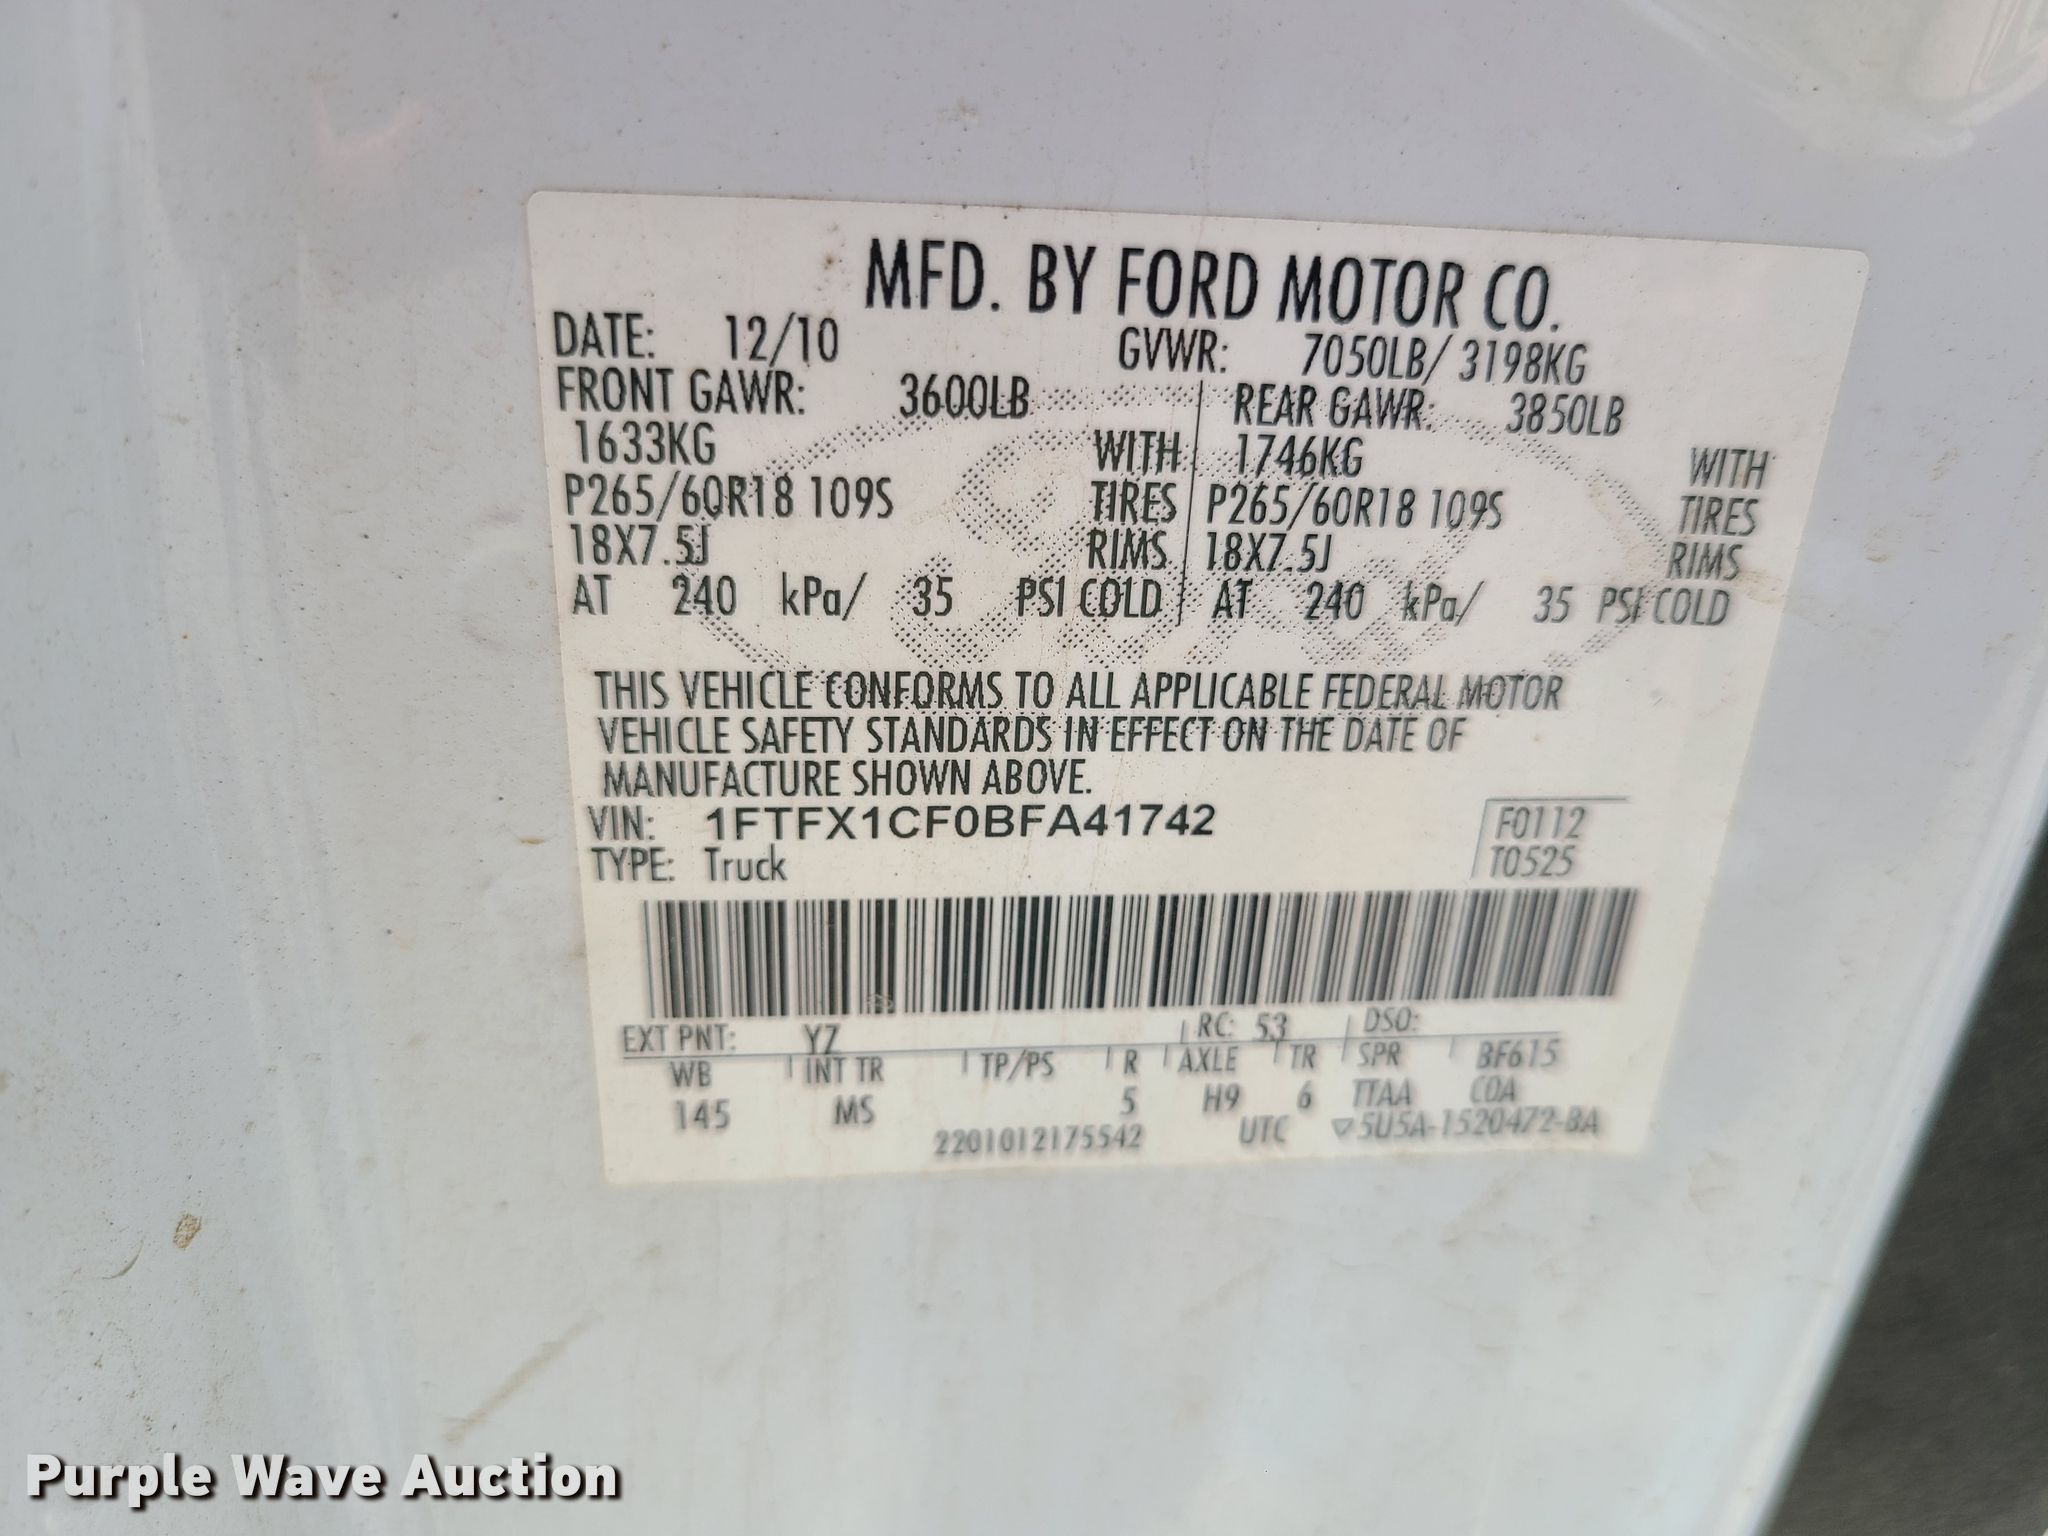 MFD. BY FORD MOTOR CO.
DATE: 12/10 GVWR: 7050LB/ 3198KG
FRONT GAWR: 3600LB REAR GAWR: 3850LB
1633KG WITH 1746KG WITH
P265/60R18 109S TIRES P265/60R18 109S TIRES
18X7.5J RIMS 18X7.5J RIMS
AT 240 kPa/ 35 PSI COLD AT 240 kPa/ 35 PSI COLD
THIS VEHICLE CONFORMS TO ALL APPLICABLE FEDERAL MOTOR
VEHICLE SAFETY STANDARDS IN EFFECT ON THE DATE OF
MANUFACTURE SHOWN ABOVE.
VIN: 1FTFX1CF0BFA41742 F0112
TYPE: Truck T0525
EXT PNT: YZ RC: 53 DSO:
WB INT TR TP/PS R AXLE TR SPR BF615
145 MS 5 H9 6 TTAA COA
2201012175542 UTC ▽5U5A-1520472-BA
Purple Wave Auction